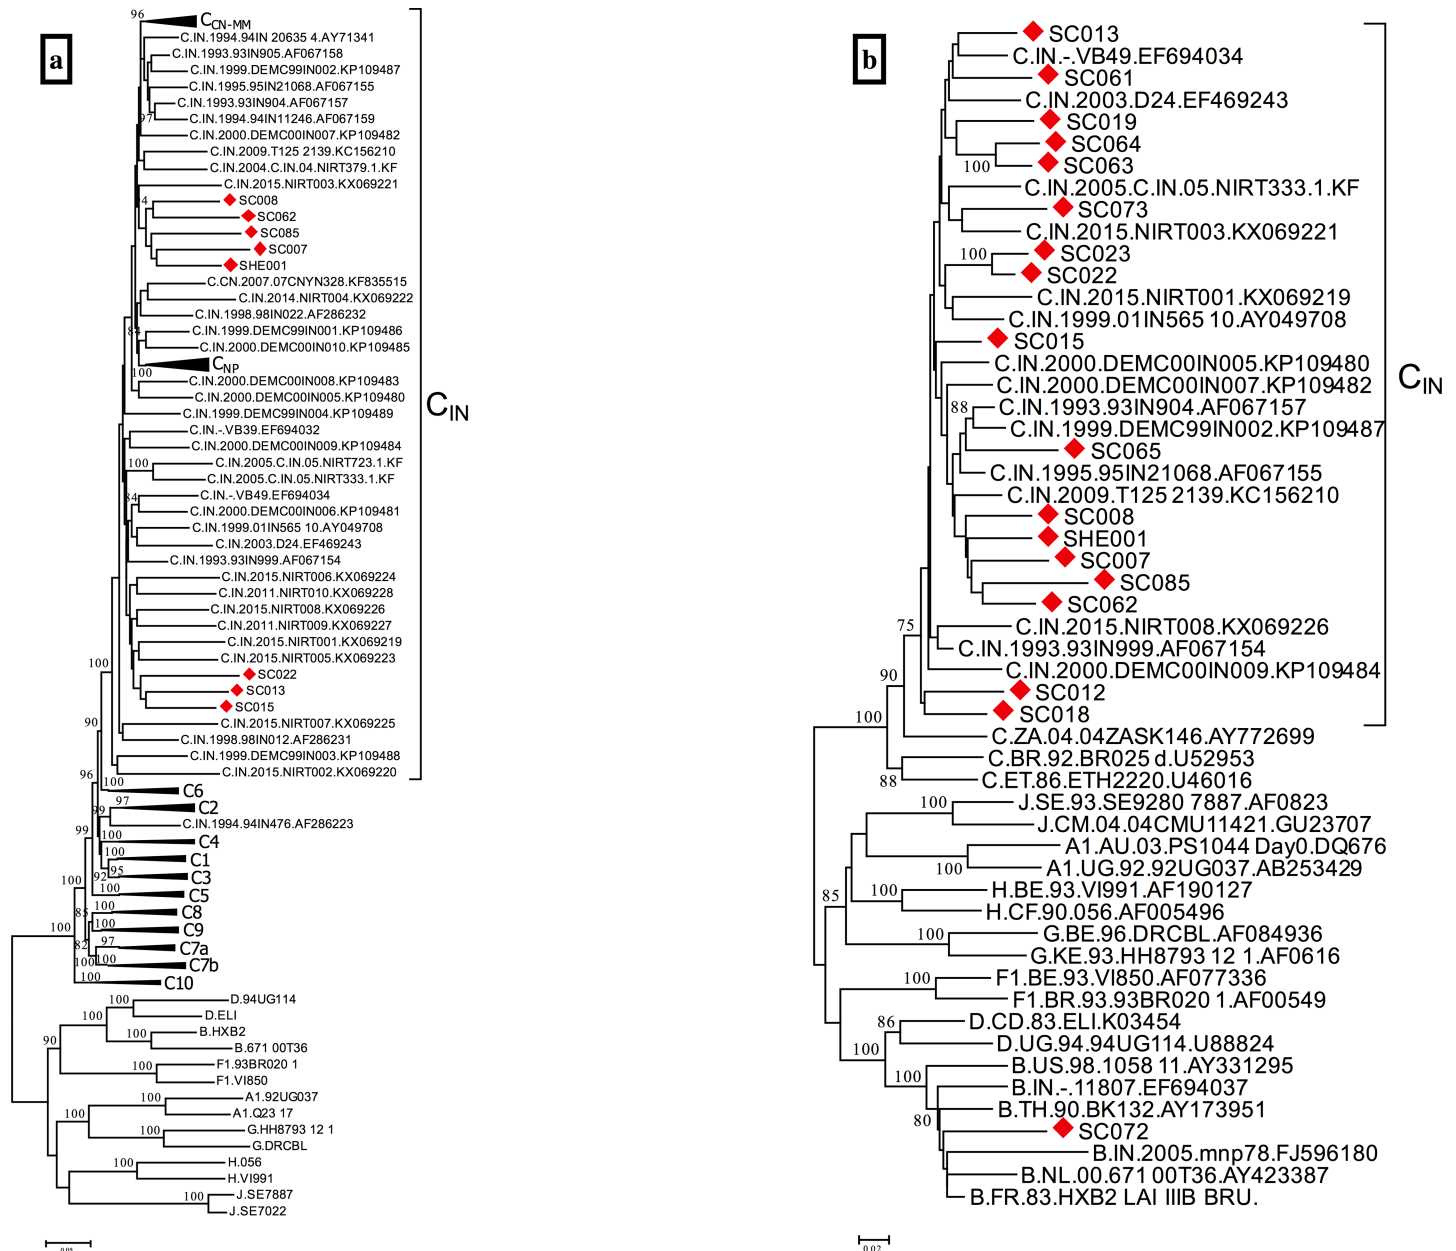 a
96
C CN-MM
C.IN.1994.94IN 20635 4.AY71341
C.IN.1993.93IN905.AF067158
C.IN.1999.DEMC99IN002.KP109487
C.IN.1995.95IN21068.AF067155
C.IN.1993.93IN904.AF067157
97
C.IN.1994.94IN11246.AF067159
C.IN.2000.DEMC00IN007.KP109482
C.IN.2009.T125 2139.KC156210
C.IN.2004.C.IN.04.NIRT379.1.KF
C.IN.2015.NIRT003.KX069221
SC008
SC062
SC085
SC007
SHE001
C.CN.2007.07CNYN328.KF835515
C.IN.2014.NIRT004.KX069222
C.IN.1998.98IN022.AF286232
84
C.IN.1999.DEMC99IN001.KP109486
C.IN.2000.DEMC00IN010.KP109485
C NP
100
C.IN.2000.DEMC00IN008.KP109483
C.IN.2000.DEMC00IN005.KP109480
C.IN.1999.DEMC99IN004.KP109489
C IN
C.IN.-.VB39.EF694032
C.IN.2000.DEMC00IN009.KP109484
100
C.IN.2005.C.IN.05.NIRT723.1.KF
C.IN.2005.C.IN.05.NIRT333.1.KF
84
C.IN.-.VB49.EF694034
C.IN.2000.DEMC00IN006.KP109481
C.IN.1999.01IN565 10.AY049708
C.IN.2003.D24.EF469243
C.IN.1993.93IN999.AF067154
C.IN.2015.NIRT006.KX069224
C.IN.2011.NIRT010.KX069228
C.IN.2015.NIRT008.KX069226
C.IN.2011.NIRT009.KX069227
C.IN.2015.NIRT001.KX069219
C.IN.2015.NIRT005.KX069223
100
SC022
SC013
SC015
90
C.IN.2015.NIRT007.KX069225
C.IN.1998.98IN012.AF286231
C.IN.1999.DEMC99IN003.KP109488
C.IN.2015.NIRT002.KX069220
96
100 C6
97 C2
99
C.IN.1994.94IN476.AF286223
99
100 C4
100 C1
92 95 C3
100
100 C5
85
100 C8
100 C9
100
82
97 C7a
100 100 C7b
100 C10
100
D.94UG114
D.ELI
100
100
B.HXB2
B.671 00T36
90
100
F1.93BR020 1
F1.VI850
100
A1.92UG037
A1.Q23 17
100
100
G.HH8793 12 1
G.DRCBL
100
H.056
H.VI991
100
J.SE7887
J.SE7022
0.05
b
SC013
C.IN.-.VB49.EF694034
SC061
C.IN.2003.D24.EF469243
SC019
SC064
100
SC063
C.IN.2005.C.IN.05.NIRT333.1.KF
SC073
C.IN.2015.NIRT003.KX069221
100
SC023
SC022
C.IN.2015.NIRT001.KX069219
C.IN.1999.01IN565 10.AY049708
SC015
C.IN.2000.DEMC00IN005.KP109480
C IN
C.IN.2000.DEMC00IN007.KP109482
88
C.IN.1993.93IN904.AF067157
C.IN.1999.DEMC99IN002.KP109487
SC065
C.IN.1995.95IN21068.AF067155
C.IN.2009.T125 2139.KC156210
SC008
SHE001
SC007
SC085
SC062
75
C.IN.2015.NIRT008.KX069226
C.IN.1993.93IN999.AF067154
C.IN.2000.DEMC00IN009.KP109484
90
SC012
SC018
100
C.ZA.04.04ZASK146.AY772699
C.BR.92.BR025 d.U52953
88
C.ET.86.ETH2220.U46016
100
J.SE.93.SE9280 7887.AF0823
J.CM.04.04CMU11421.GU23707
A1.AU.03.PS1044 Day0.DQ676
100
A1.UG.92.92UG037.AB253429
85
100
H.BE.93.VI991.AF190127
H.CF.90.056.AF005496
100
G.BE.96.DRCBL.AF084936
G.KE.93.HH8793 12 1.AF0616
100
F1.BE.93.VI850.AF077336
F1.BR.93.93BR020 1.AF00549
86
D.CD.83.ELI.K03454
D.UG.94.94UG114.U88824
100
B.US.98.1058 11.AY331295
100
B.IN.-.11807.EF694037
B.TH.90.BK132.AY173951
80
SC072
B.IN.2005.mnp78.FJ596180
B.NL.00.671 00T36.AY423387
B.FR.83.HXB2 LAI IIIB BRU.
0.02